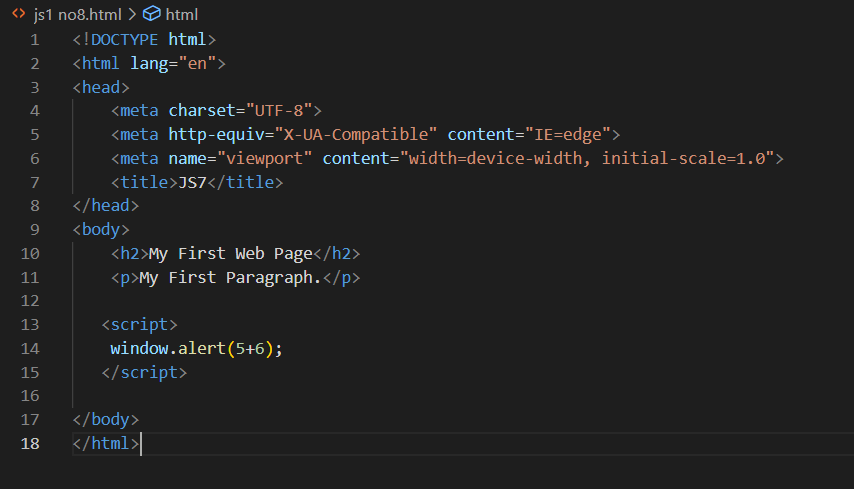 js1 no8.html > html
1 <!DOCTYPE html>
2 <html lang="en">
3 <head>
4     <meta charset="UTF-8">
5     <meta http-equiv="X-UA-Compatible" content="IE=edge">
6     <meta name="viewport" content="width=device-width, initial-scale=1.0">
7     <title>JS7</title>
8 </head>
9 <body>
10     <h2>My First Web Page</h2>
11     <p>My First Paragraph.</p>
12
13    <script>
14     window.alert(5+6);
15    </script>
16
17 </body>
18 </html>